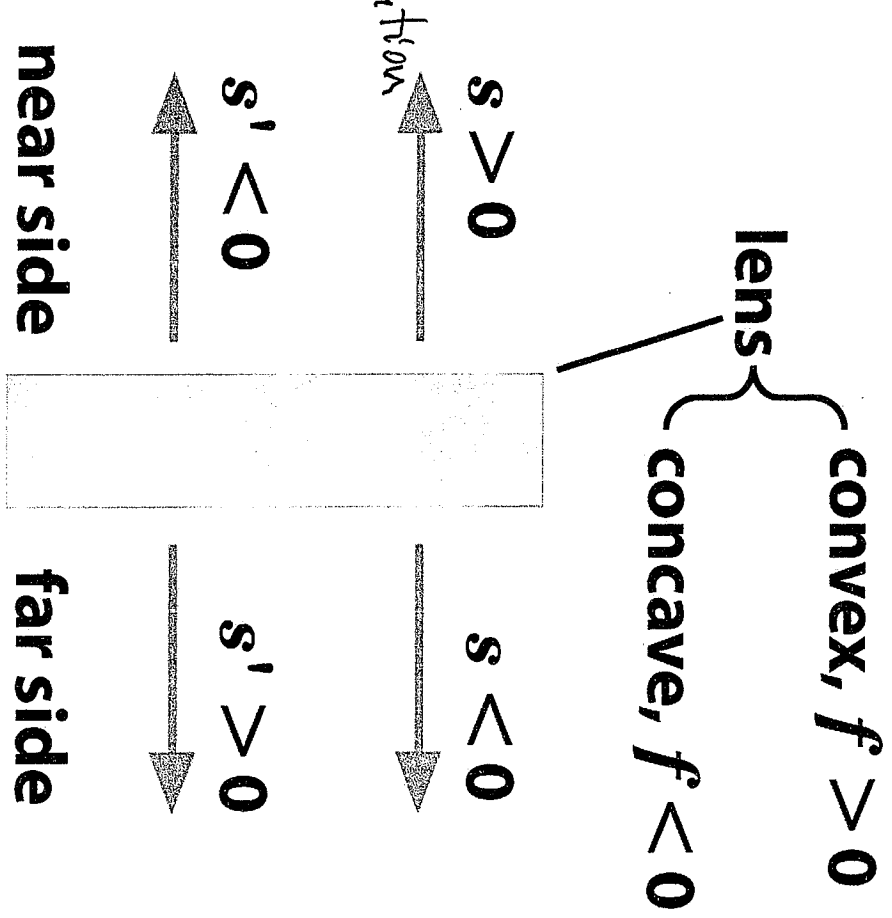 convex, f > 0
lens
concave, f < 0
s > 0
s < 0
s' < 0
s' > 0
near side
far side